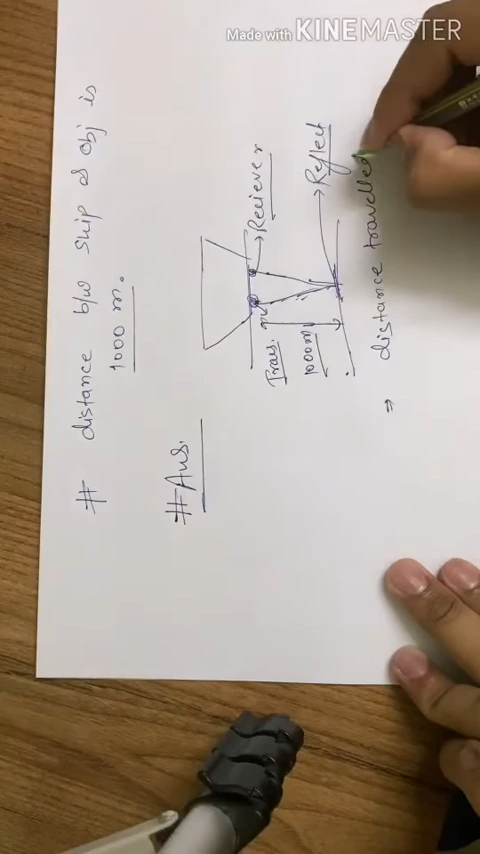 Made with KINEMASTER
# distance b/w ship & obj is
1000 m.
# Ans.
Reciever
Trans.
1000m
Reflect
⇒ distance travelled